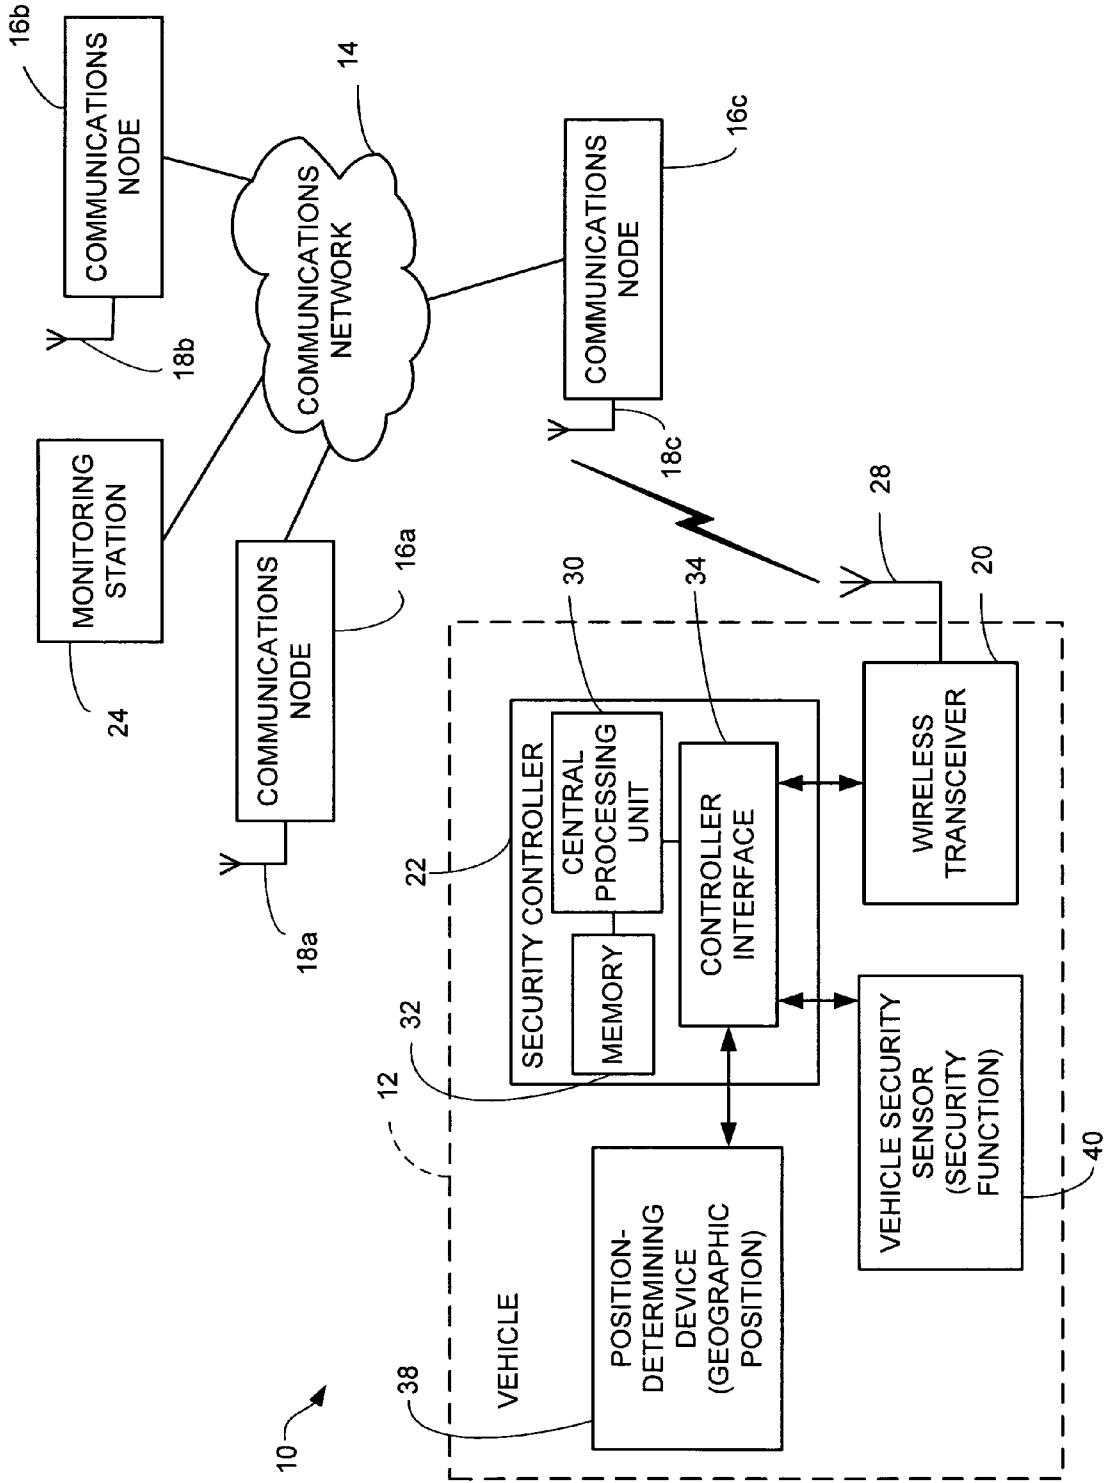 10
24
MONITORING
STATION
16b
COMMUNICATIONS
NODE
18b
14
COMMUNICATIONS
NETWORK
16a
COMMUNICATIONS
NODE
18a
16c
COMMUNICATIONS
NODE
18c
28
12
VEHICLE
38
POSITION-
DETERMINING
DEVICE
(GEOGRAPHIC
POSITION)
22
SECURITY CONTROLLER
32
MEMORY
30
CENTRAL
PROCESSING
UNIT
34
CONTROLLER
INTERFACE
40
VEHICLE SECURITY
SENSOR
(SECURITY
FUNCTION)
20
WIRELESS
TRANSCEIVER